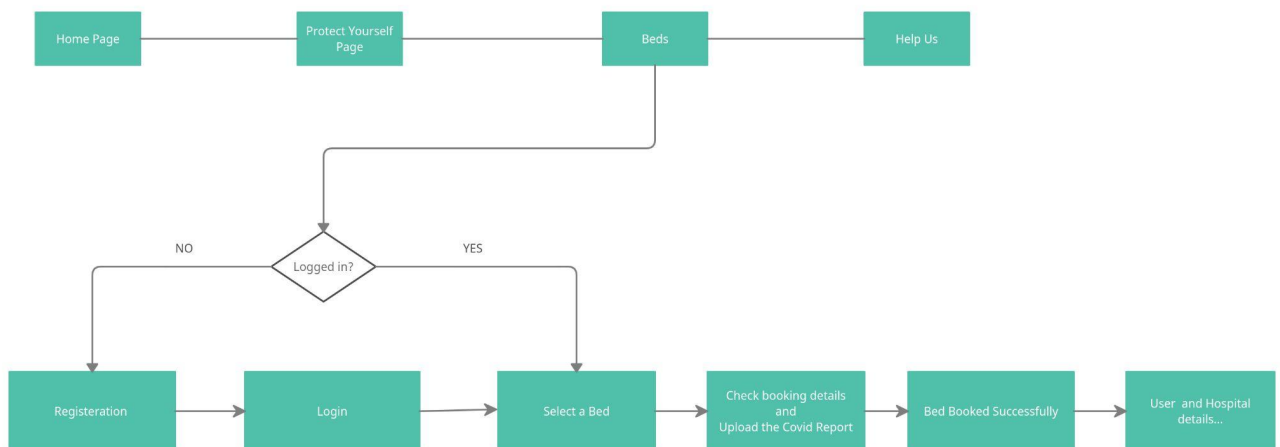 Home Page
Protect Yourself
Page
Beds
Help Us
NO
YES
Logged in?
Registeration
Login
Select a Bed
Check booking details
and
Upload the Covid Report
Bed Booked Successfully
User and Hospital
details...